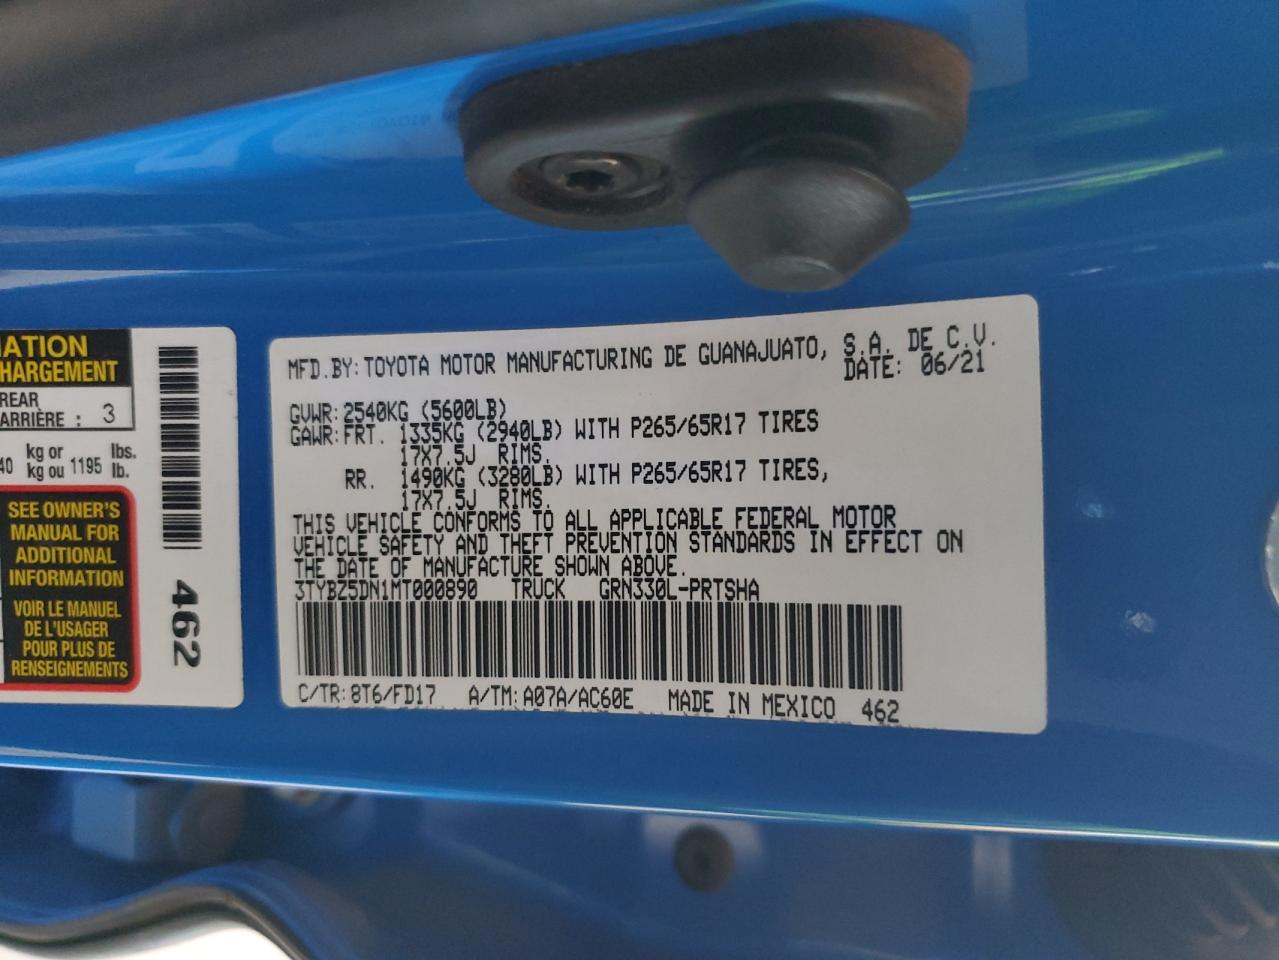 MATION
HARGEMENT
REAR
ARRIÈRE : 3
kg or lbs.
40 kg ou 1195 lb.
SEE OWNER'S
MANUAL FOR
ADDITIONAL
INFORMATION
VOIR LE MANUEL
DE L'USAGER
POUR PLUS DE
RENSEIGNEMENTS
462
MFD.BY: TOYOTA MOTOR MANUFACTURING DE GUANAJUATO, S.A. DE C.V.
DATE: 06/21
GVWR: 2540KG (5600LB)
GAWR: FRT. 1335KG (2940LB) WITH P265/65R17 TIRES
17X7.5J RIMS.
RR. 1490KG (3280LB) WITH P265/65R17 TIRES,
17X7.5J RIMS.
THIS VEHICLE CONFORMS TO ALL APPLICABLE FEDERAL MOTOR
VEHICLE SAFETY AND THEFT PREVENTION STANDARDS IN EFFECT ON
THE DATE OF MANUFACTURE SHOWN ABOVE.
3TYBZ5DN1MT000890 TRUCK GRN330L-PRTSHA
C/TR: 8T6/FD17 A/TM: A07A/AC60E MADE IN MEXICO 462